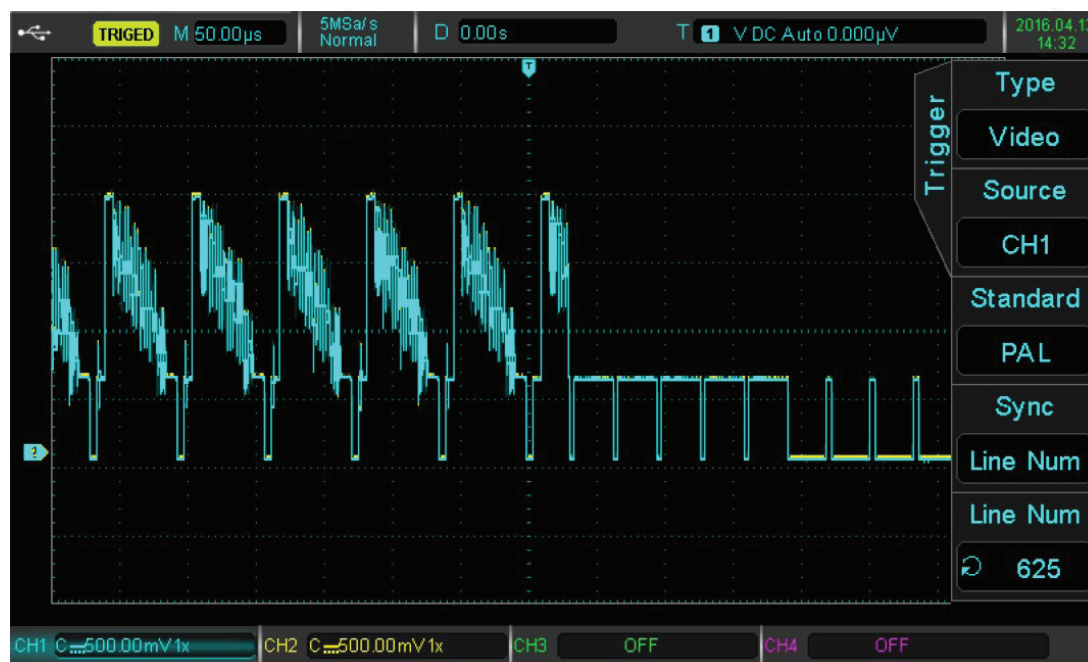 TRIGED M 50.00μs 5MSa/s Normal D 0.00s T 1 V DC Auto 0.000μV 2016.04.13 14:32
T
Trigger
Type
Video
Source
CH1
Standard
PAL
Sync
Line Num
Line Num
625
?
CH1 C 500.00mV 1x CH2 C 500.00mV 1x CH3 OFF CH4 OFF